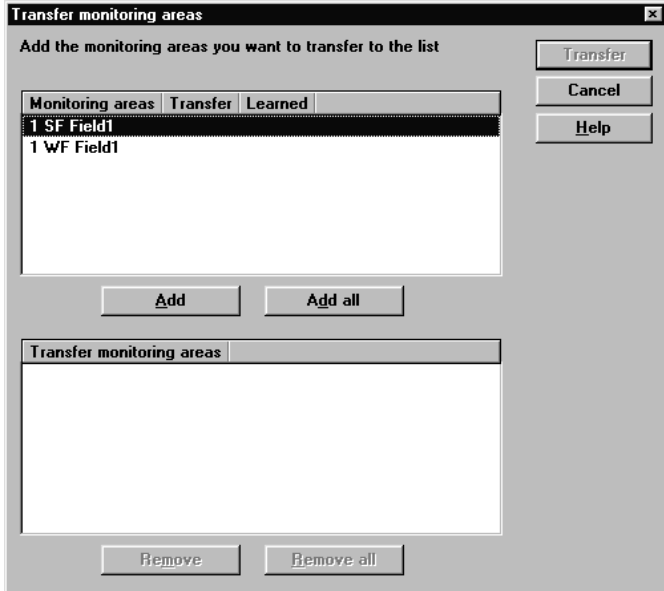 Transfer monitoring areas
Add the monitoring areas you want to transfer to the list
Transfer
Cancel
Help
Monitoring areas Transfer Learned
1 SF Field1
1 WF Field1
Add Add all
Transfer monitoring areas
Remove Remove all